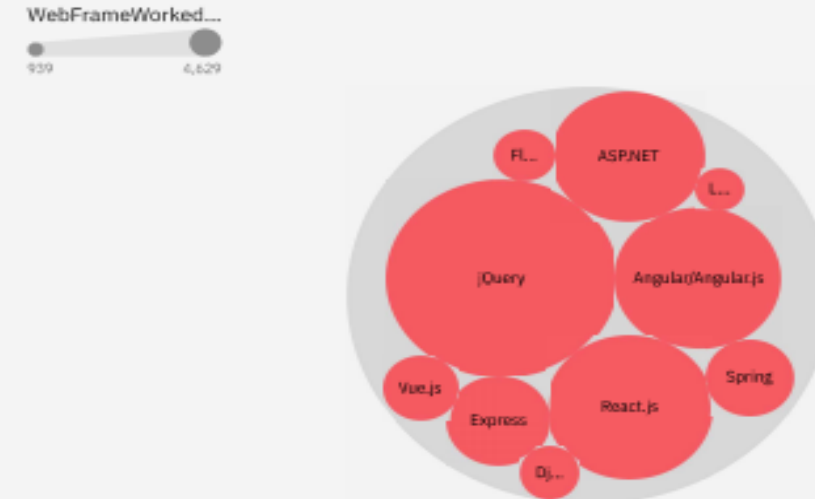 WebFrameWorked....
939
4,629
Fl...
ASP.NET
L...
jQuery
Angular/Angular.js
Vue.js
Spring
React.js
Express
Dj...